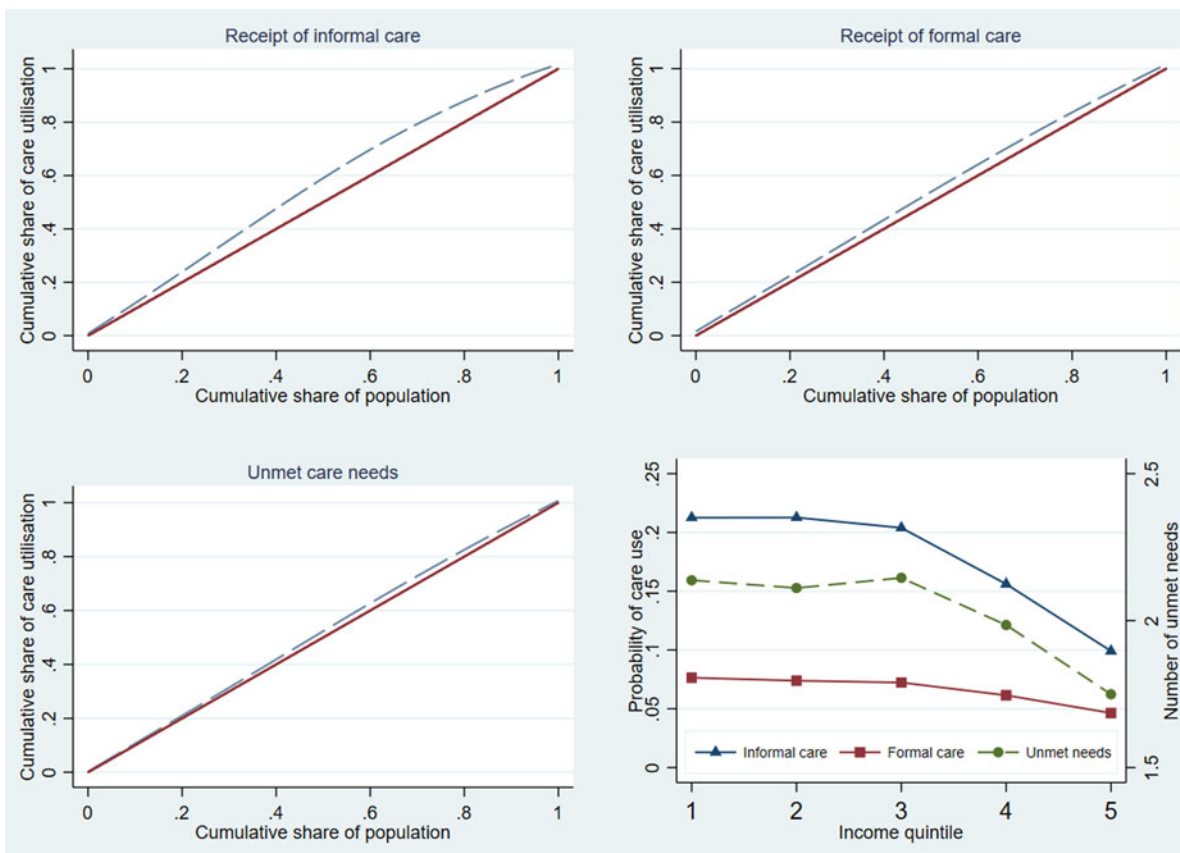 Receipt of informal care
Cumulative share of care utilisation
1
.8
.6
.4
.2
0
0 .2 .4 .6 .8 1
Cumulative share of population
Receipt of formal care
Cumulative share of care utilisation
1
.8
.6
.4
.2
0
0 .2 .4 .6 .8 1
Cumulative share of population
Unmet care needs
Cumulative share of care utilisation
1
.8
.6
.4
.2
0
0 .2 .4 .6 .8 1
Cumulative share of population
Probability of care use
.25
.2
.15
.1
.05
0
Number of unmet needs
2.5
2
1.5
Informal care Formal care Unmet needs
1 2 3 4 5
Income quintile